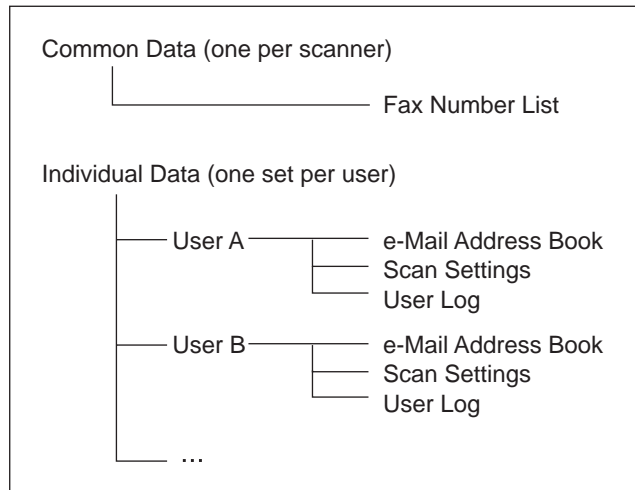 Common Data (one per scanner)
Fax Number List
Individual Data (one set per user)
User A e-Mail Address Book
Scan Settings
User Log
User B e-Mail Address Book
Scan Settings
User Log
...